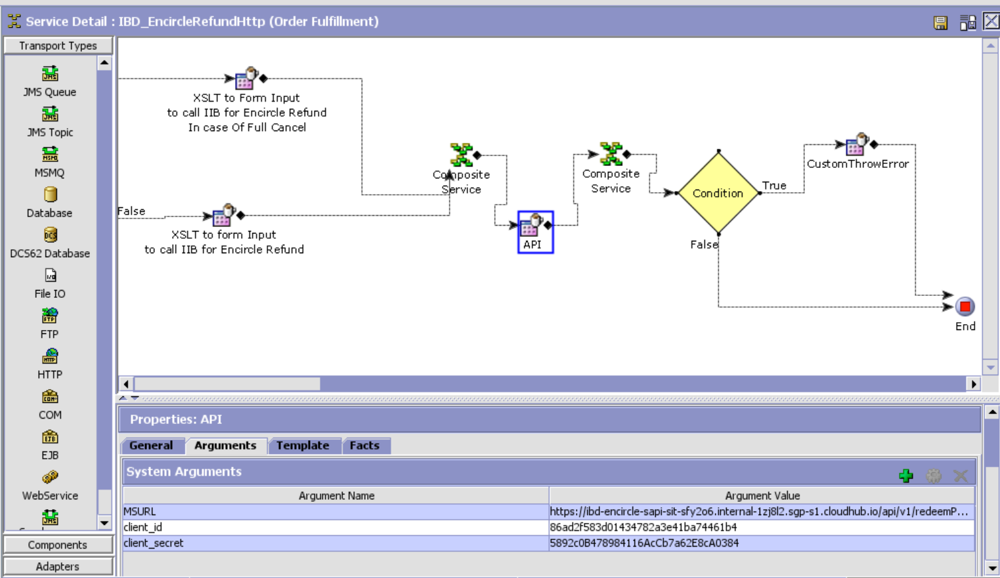 Service Detail : IBD_EncircleRefundHttp (Order Fulfillment)
Transport Types
JMS Queue
JMS Topic
MSMQ
Database
DCS62 Database
File IO
FTP
HTTP
COM
EJB
WebService
Components
Adapters
XSLT to Form Input
to call IIB for Encircle Refund
In case Of Full Cancel
False
XSLT to form Input
to call IIB for Encircle Refund
Composite
Service
API
Composite
Service
Condition
True
False
CustomThrowError
End
Properties: API
General
Arguments
Template
Facts
System Arguments
Argument Name
Argument Value
MSURL
https://ibd-encircle-sapi-sit-sfy2o6.internal-1zj8l2.sgp-s1.cloudhub.io/api/v1/redeemP...
client_id
86ad2f583d01434782a3e41ba74461b4
client_secret
5892c0B478984116AcCb7a62E8cA0384